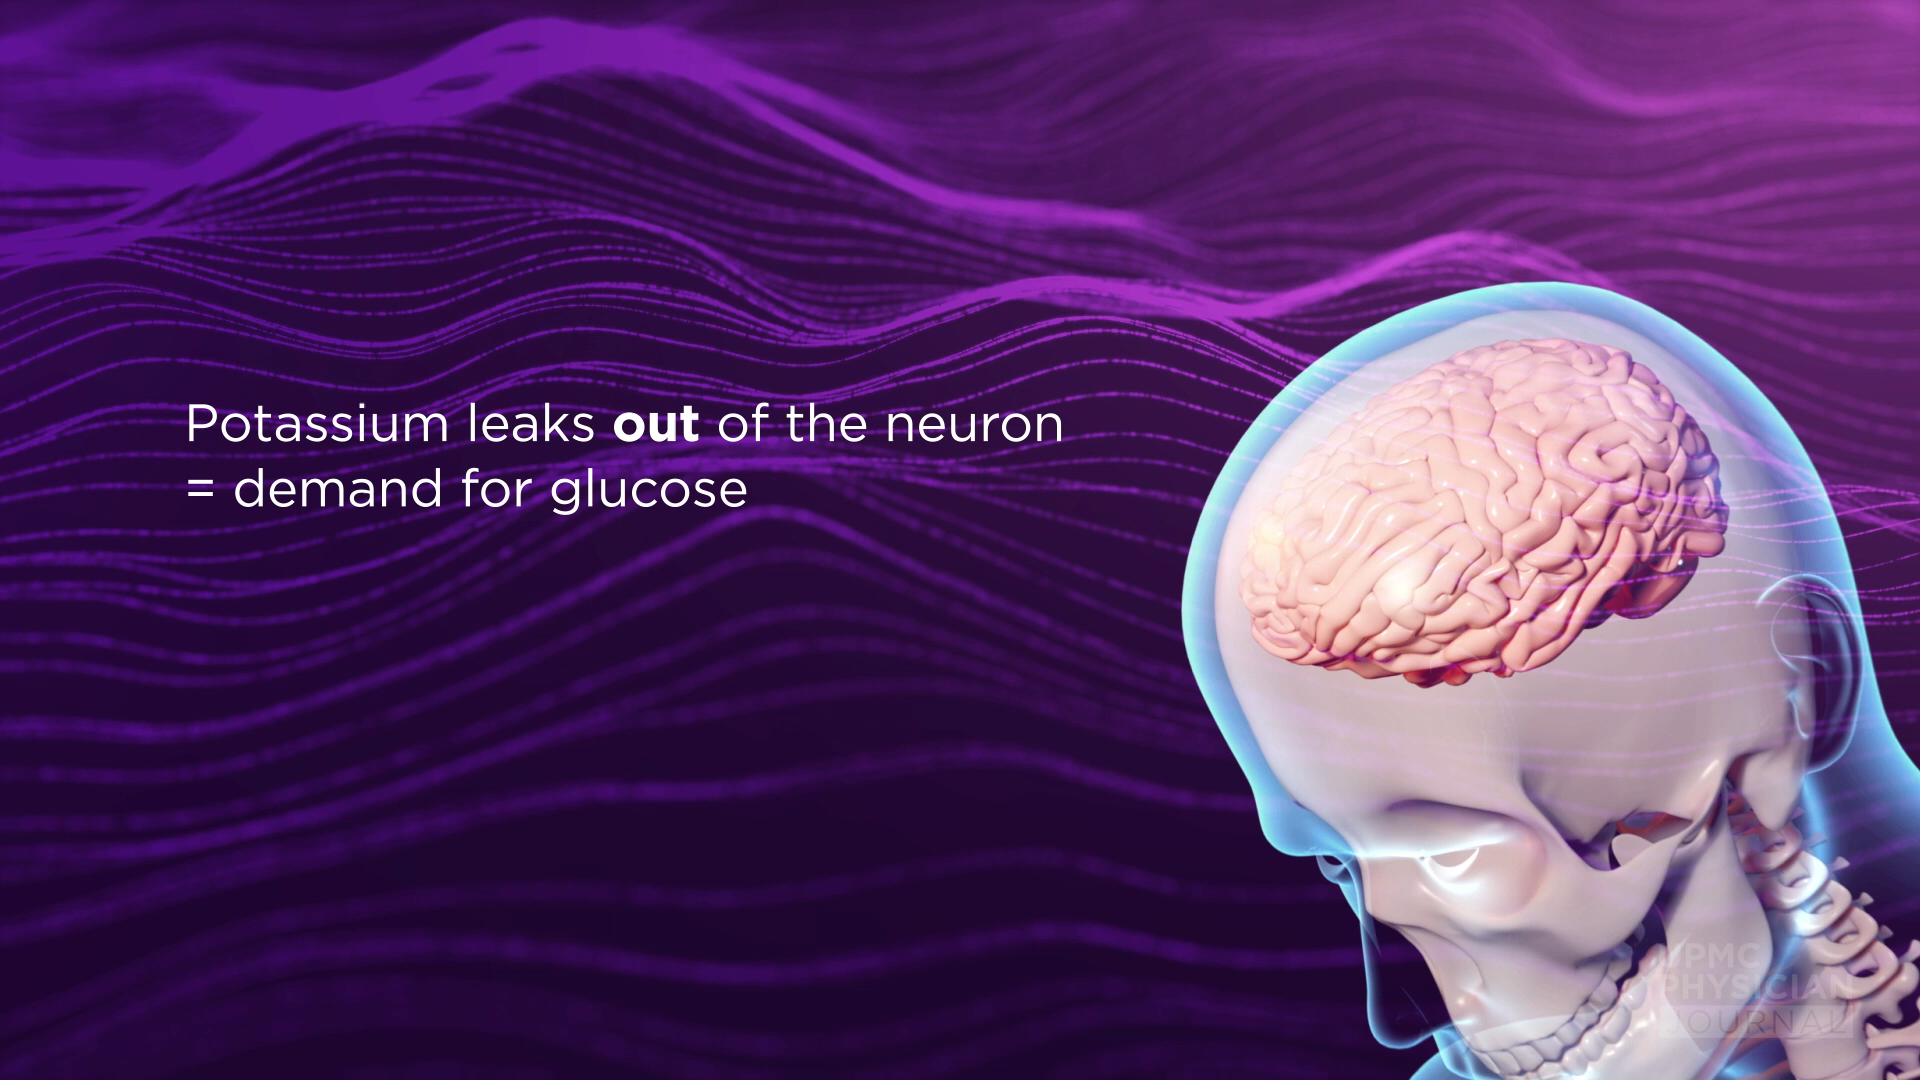 Potassium leaks out of the neuron
= demand for glucose
UPMC
PHYSICIAN
JOURNAL